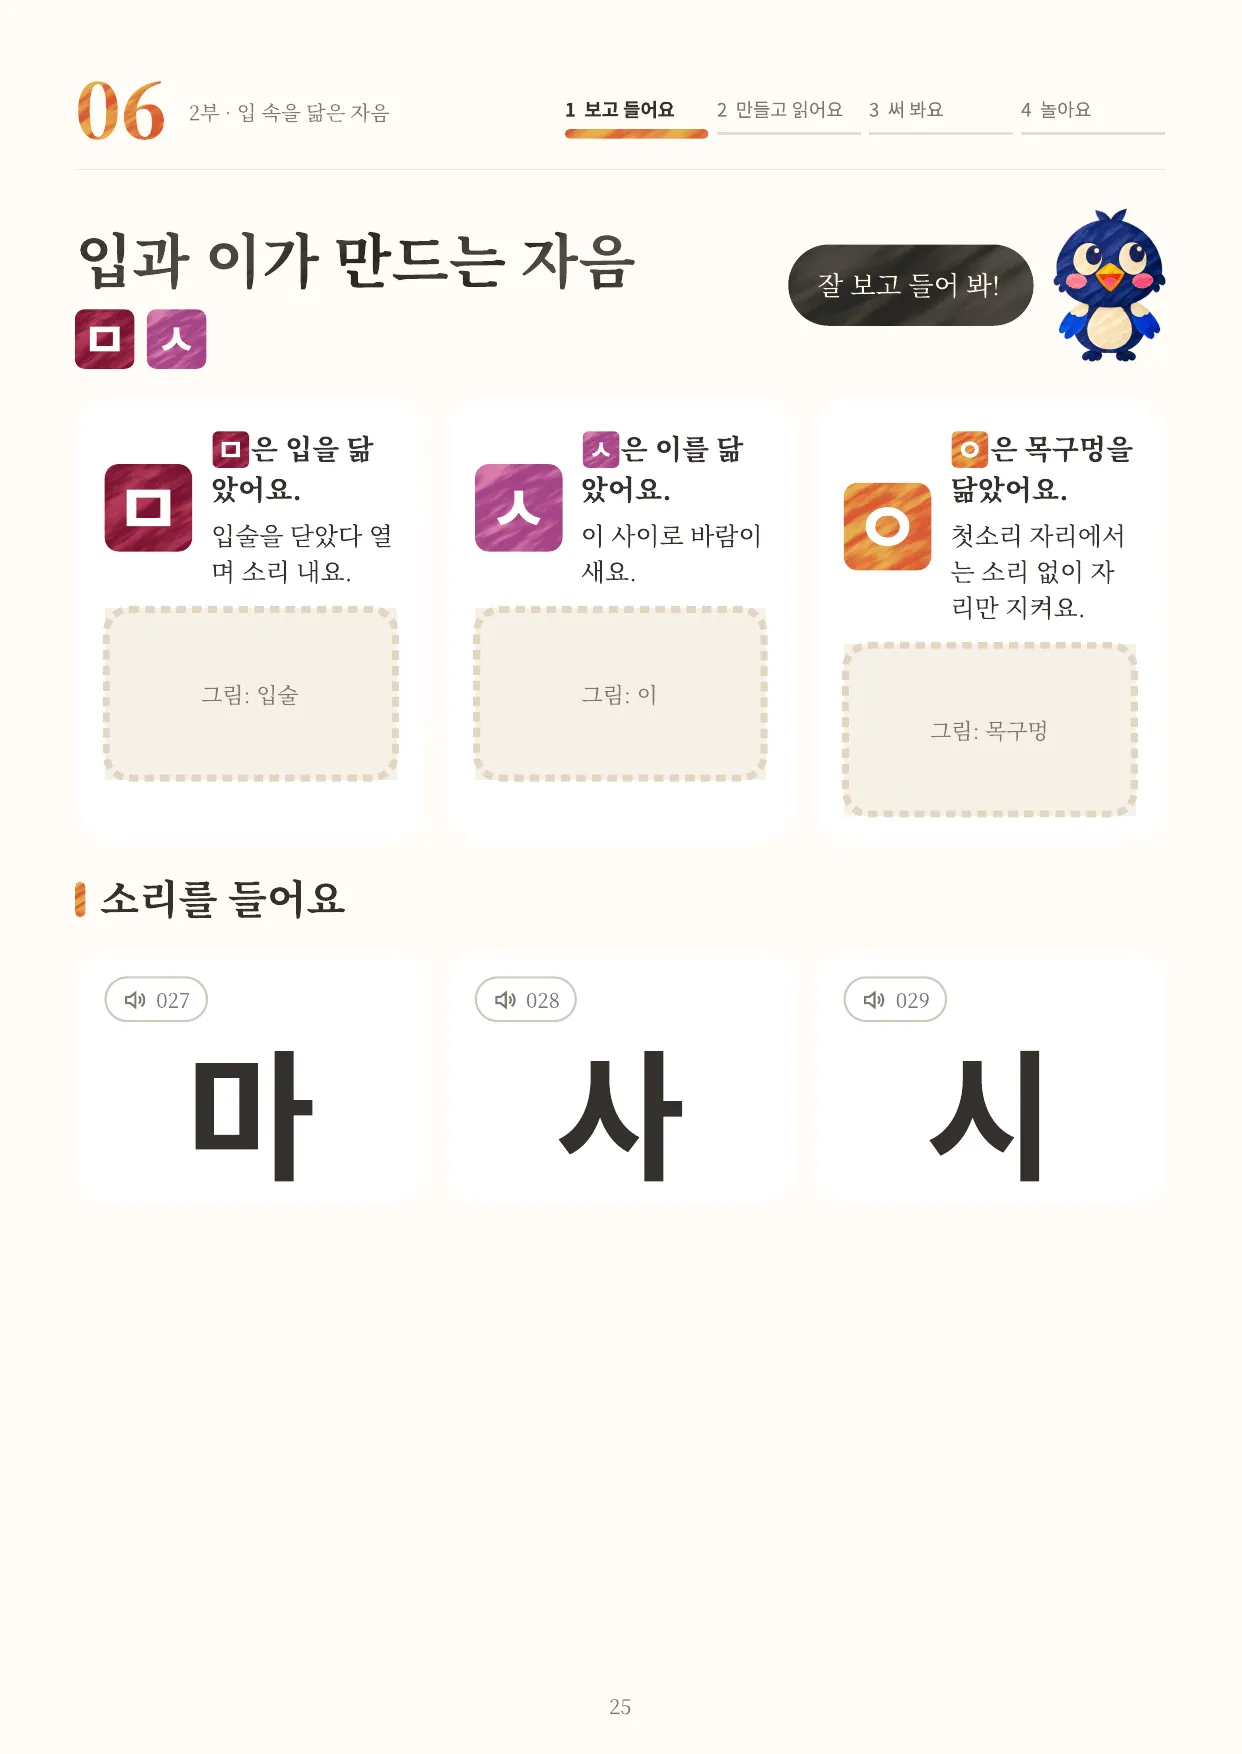 06 2부 · 입 속을 닮은 자음
1 보고 들어요 2 만들고 읽어요 3 써 봐요 4 놀아요
입과 이가 만드는 자음
잘 보고 들어 봐!
ㅁ ㅅ
ㅁ
ㅁ은 입을 닮
았어요.
입술을 닫았다 열
며 소리 내요.
그림: 입술
ㅅ
ㅅ은 이를 닮
았어요.
이 사이로 바람이
새요.
그림: 이
ㅇ
ㅇ은 목구멍을
닮았어요.
첫소리 자리에서
는 소리 없이 자
리만 지켜요.
그림: 목구멍
소리를 들어요
027
마
028
사
029
시
25